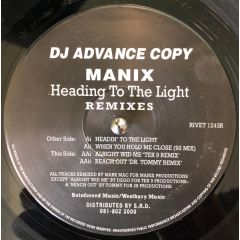 DJ ADVANCE COPY
MANIX
Heading To The Light
REMIXES
RIVET 1243R
Other Side: A1: HEADIN' TO THE LIGHT
A2: WHEN YOU HOLD ME CLOSE (92 MIX)
This Side: AA1: ALRIGHT WID ME 'TEK 9 REMIX'
AA2: REACH OUT 'DR. TOMMY REMIX'
ALL TRACKS REMIXED BY MARK MAC FOR MANIX PRODUCTIONS
EXCEPT 'ALRIGHT WID ME' BY DEGO FOR TEK 9 PRODUCTIONS
& 'REACH OUT' BY TOMMY FOR JB PRODUCTIONS
Reinforced Music/Westbury Music
DISTRIBUTED BY S.R.D.
081-802 3000